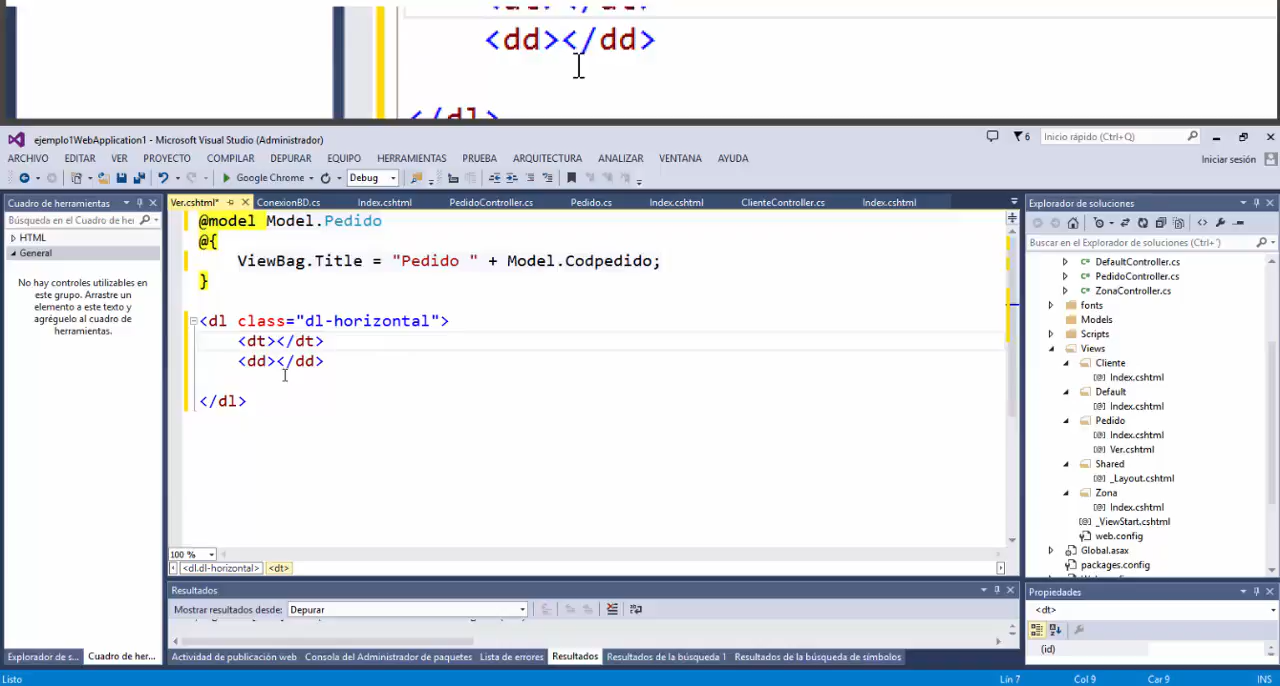 <dd></dd>
</dl>
ejemplo1WebApplication1 - Microsoft Visual Studio (Administrador)
6
Inicio rápido (Ctrl+Q)
ARCHIVO EDITAR VER PROYECTO COMPILAR DEPURAR EQUIPO HERRAMIENTAS PRUEBA ARQUITECTURA ANALIZAR VENTANA AYUDA
Iniciar sesión
Google Chrome
Debug
Cuadro de herramientas
Búsqueda en el Cuadro de her
HTML
General
No hay controles utilizables en
este grupo. Arrastre un
elemento a este texto y
agréguelo al cuadro de
herramientas.
Ver.cshtml* ConexionBD.cs Index.cshtml PedidoController.cs Pedido.cs Index.cshtml ClienteController.cs Index.cshtml
@model Model.Pedido
@{
ViewBag.Title = "Pedido " + Model.Codpedido;
}
<dl class="dl-horizontal">
<dt></dt>
<dd></dd>
</dl>
100 %
<dl.dl-horizontal> <dt>
Explorador de soluciones
Buscar en el Explorador de soluciones (Ctrl+´)
DefaultController.cs
PedidoController.cs
ZonaController.cs
fonts
Models
Scripts
Views
Cliente
Index.cshtml
Default
Index.cshtml
Pedido
Index.cshtml
Ver.cshtml
Shared
_Layout.cshtml
Zona
Index.cshtml
_ViewStart.cshtml
web.config
Global.asax
packages.config
Resultados
Mostrar resultados desde: Depurar
Propiedades
<dt>
(id)
Explorador de s... Cuadro de her...
Actividad de publicación web Consola del Administrador de paquetes Lista de errores Resultados Resultados de la búsqueda 1 Resultados de la búsqueda de símbolos
Listo
Lín 7 Col 9 Car 9 INS